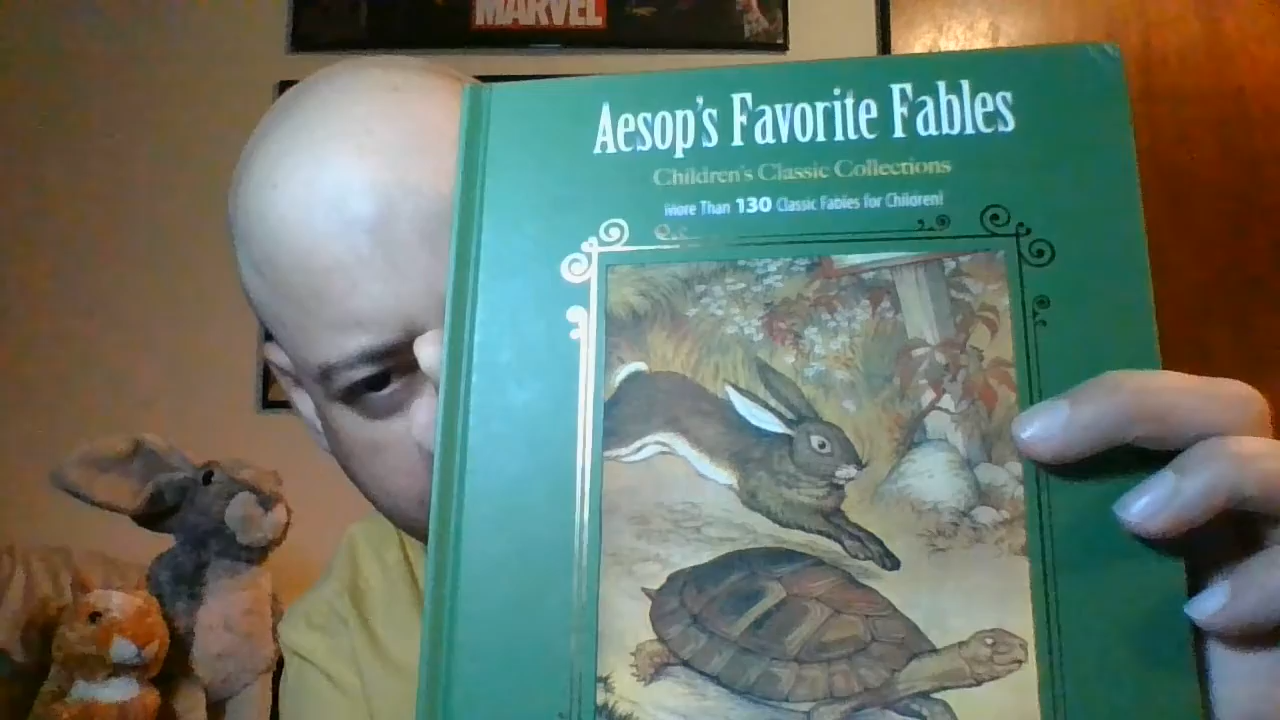 MARVEL
Aesop's Favorite Fables
Children's Classic Collections
More Than 130 Classic Fables for Children!